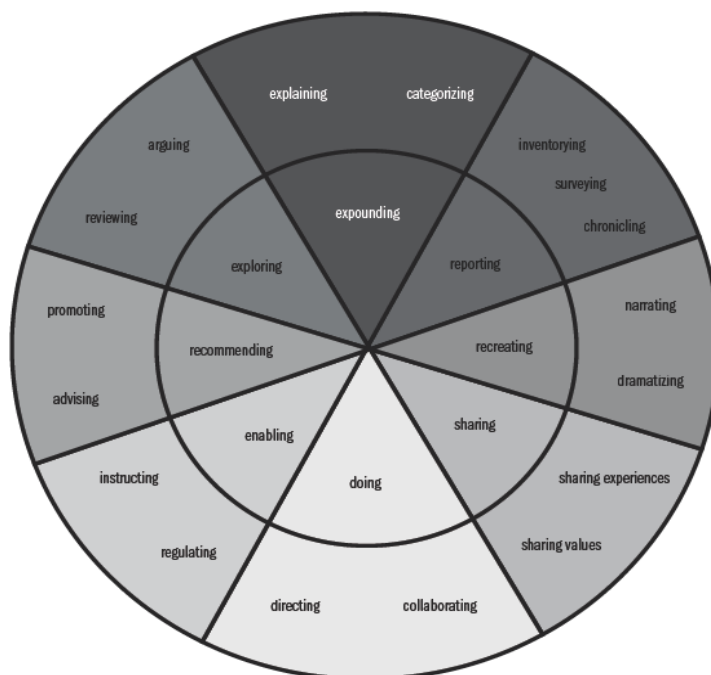 explaining
categorizing
arguing
inventorying
surveying
reviewing
expounding
chronicling
exploring
reporting
promoting
narrating
recommending
recreating
advising
dramatizing
enabling
sharing
instructing
doing
sharing experiences
regulating
sharing values
directing
collaborating